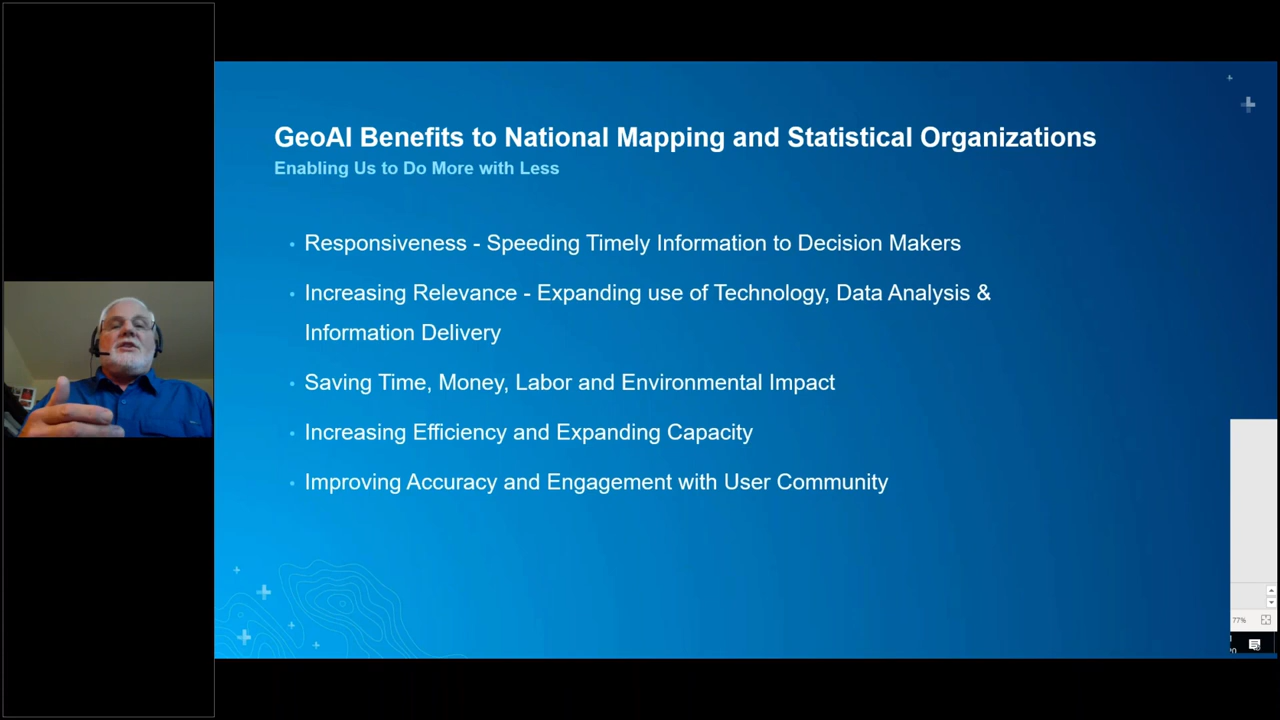 GeoAI Benefits to National Mapping and Statistical Organizations
Enabling Us to Do More with Less
• Responsiveness - Speeding Timely Information to Decision Makers
• Increasing Relevance - Expanding use of Technology, Data Analysis &
Information Delivery
• Saving Time, Money, Labor and Environmental Impact
• Increasing Efficiency and Expanding Capacity
• Improving Accuracy and Engagement with User Community
77%